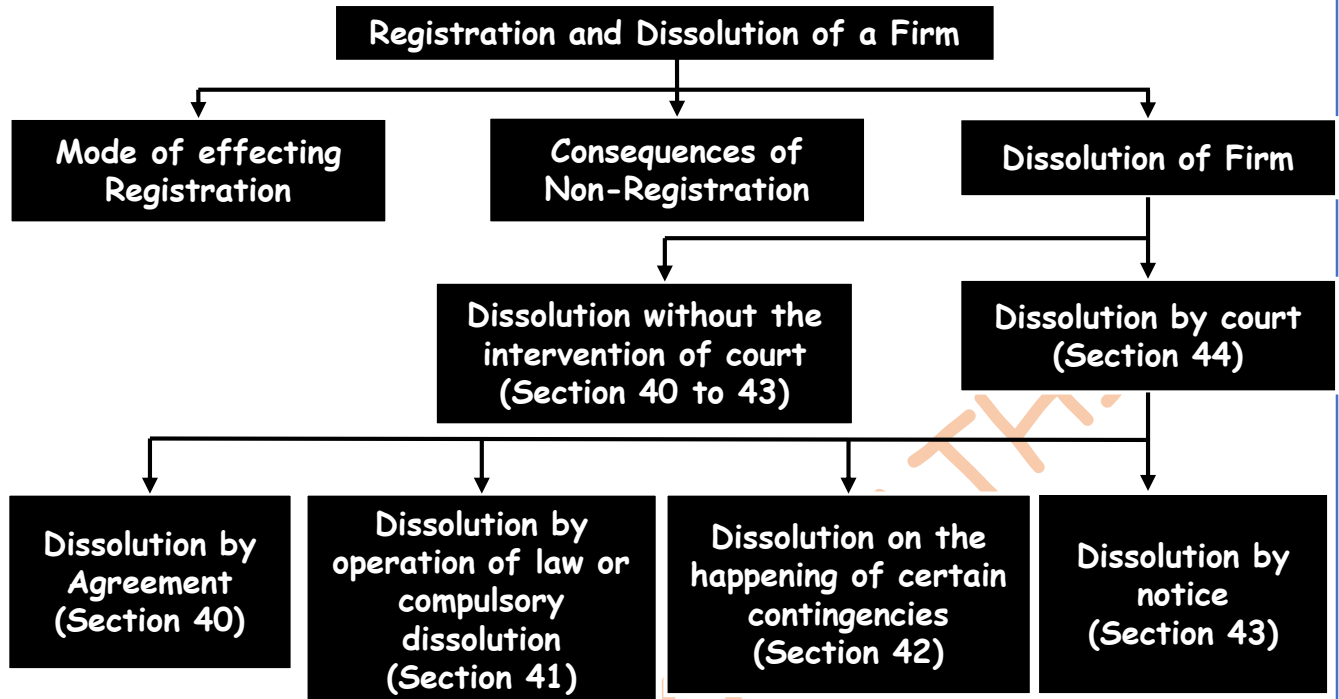 Registration and Dissolution of a Firm
Mode of effecting
Registration
Consequences of
Non-Registration
Dissolution of Firm
Dissolution without the
intervention of court
(Section 40 to 43)
Dissolution by court
(Section 44)
Dissolution by
Agreement
(Section 40)
Dissolution by
operation of law or
compulsory
dissolution
(Section 41)
Dissolution on the
happening of certain
contingencies
(Section 42)
Dissolution by
notice
(Section 43)